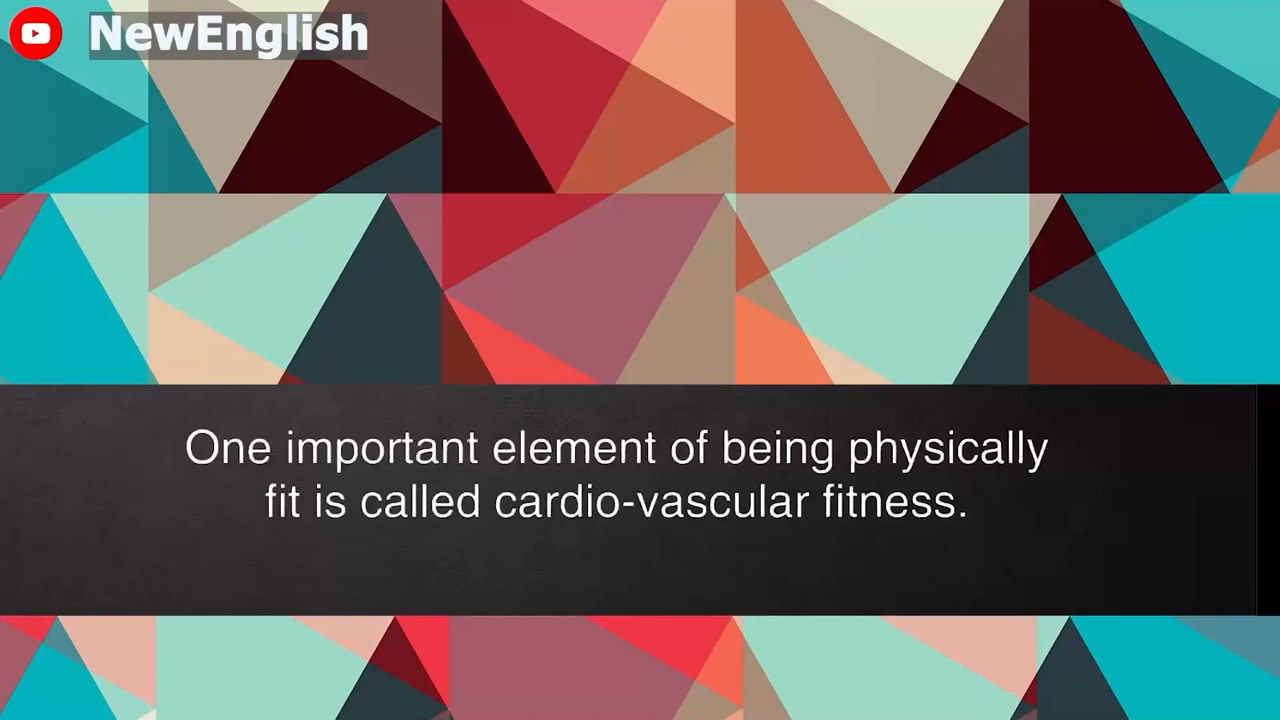 NewEnglish
One important element of being physically
fit is called cardio-vascular fitness.